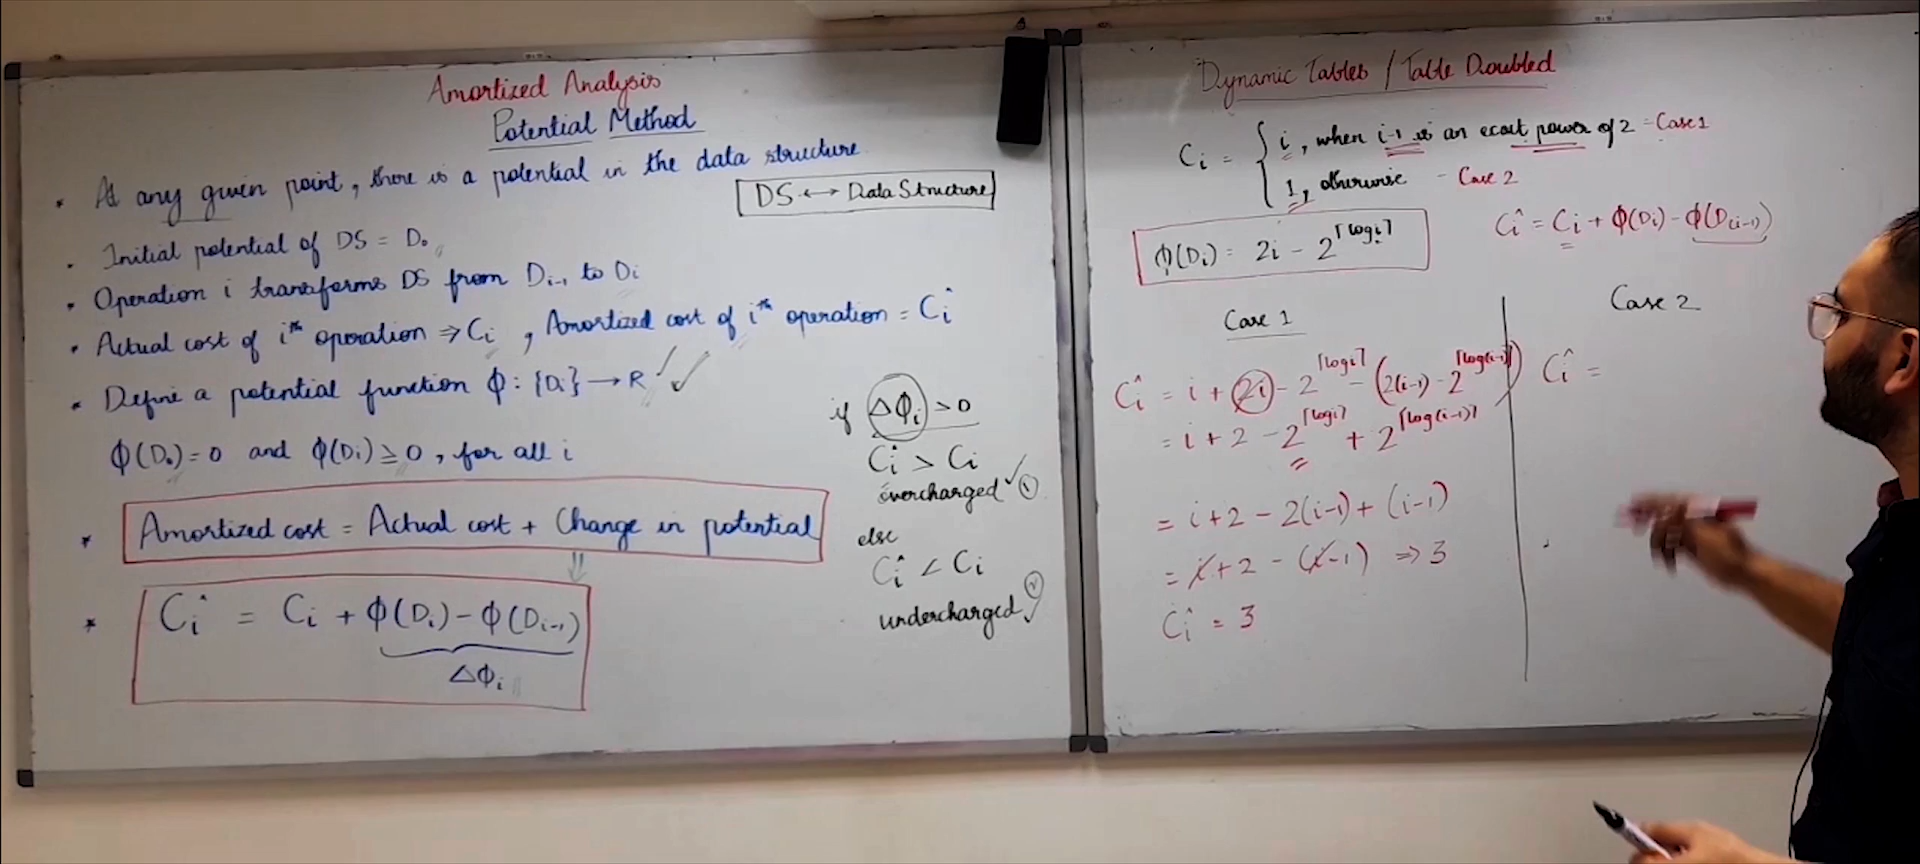 Amortized Analysis
Potential Method
• At any given point, there is a potential in the data structure.
DS ↔ Data Structure
• Initial potential of DS = D₀
• Operation i transforms DS from Dᵢ₋₁ to Dᵢ
• Actual cost of iᵗʰ operation ⇒ Cᵢ , Amortized cost of iᵗʰ operation = Ĉᵢ
• Define a potential function ϕ : {Dᵢ} → R ✓
ϕ(D₀) = 0 and ϕ(Dᵢ) ≥ 0 , for all i
* Amortized cost = Actual cost + Change in potential
* Ĉᵢ = Cᵢ + ϕ(Dᵢ) - ϕ(Dᵢ₋₁)
Δϕᵢ
if Δϕᵢ > 0
Ĉᵢ > Cᵢ
overcharged ✓ ①
else
Ĉᵢ < Cᵢ
undercharged ✓ ②
Dynamic Tables / Table Doubled
Cᵢ = { i , when i-1 is an exact power of 2 - Case 1
1, otherwise - Case 2
Ĉᵢ = Cᵢ + ϕ(Dᵢ) - ϕ(D₍ᵢ₋₁₎)
ϕ(Dᵢ) = 2i - 2^⌈log i⌉
Case 1
Ĉᵢ = i + 2i - 2^⌈log i⌉ - (2(i-1) - 2^⌈log(i-1)⌉)
= i + 2 - 2^⌈log i⌉ + 2^⌈log(i-1)⌉
= i + 2 - 2(i-1) + (i-1)
= i + 2 - (i-1) ⇒ 3
Ĉᵢ = 3
Case 2
Ĉᵢ =